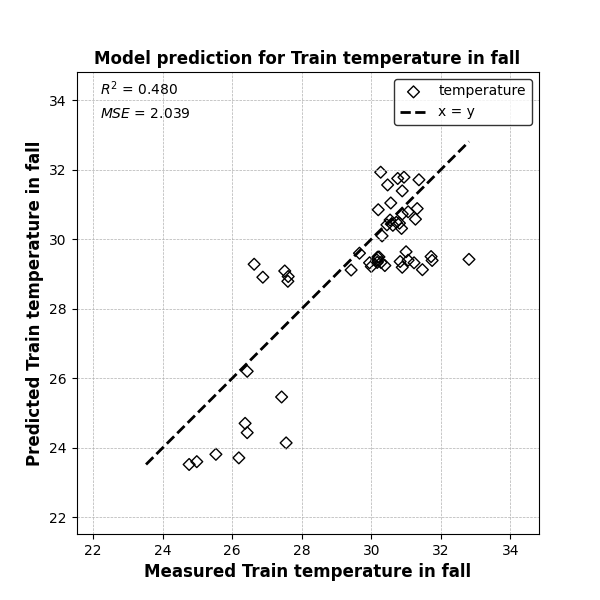 Model prediction for Train temperature in fall
R² = 0.480
MSE = 2.039
temperature
x = y
Predicted Train temperature in fall
34
32
30
28
26
24
22
22 24 26 28 30 32 34
Measured Train temperature in fall